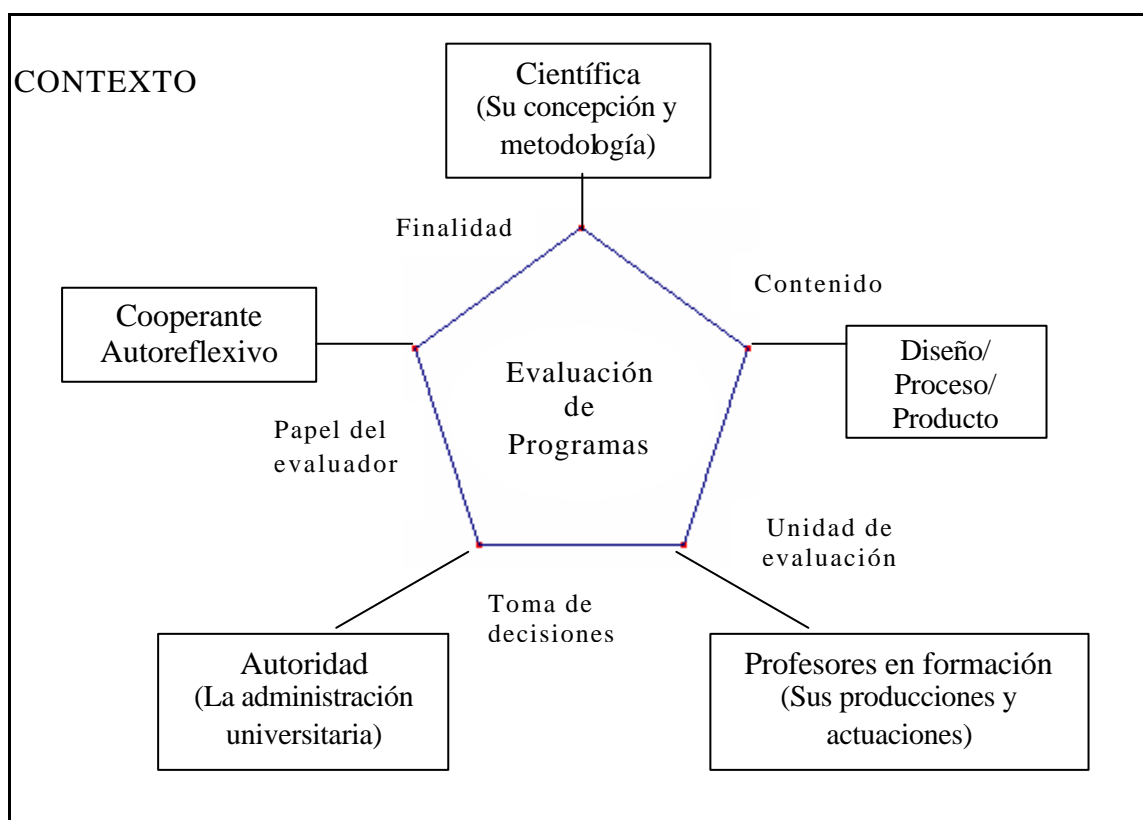 CONTEXTO
Científica
(Su concepción y
metodología)
Finalidad
Contenido
Cooperante
Autoreflexivo
Diseño/
Proceso/
Producto
Evaluación
de
Programas
Papel del
evaluador
Unidad de
evaluación
Toma de
decisiones
Autoridad
(La administración
universitaria)
Profesores en formación
(Sus producciones y
actuaciones)